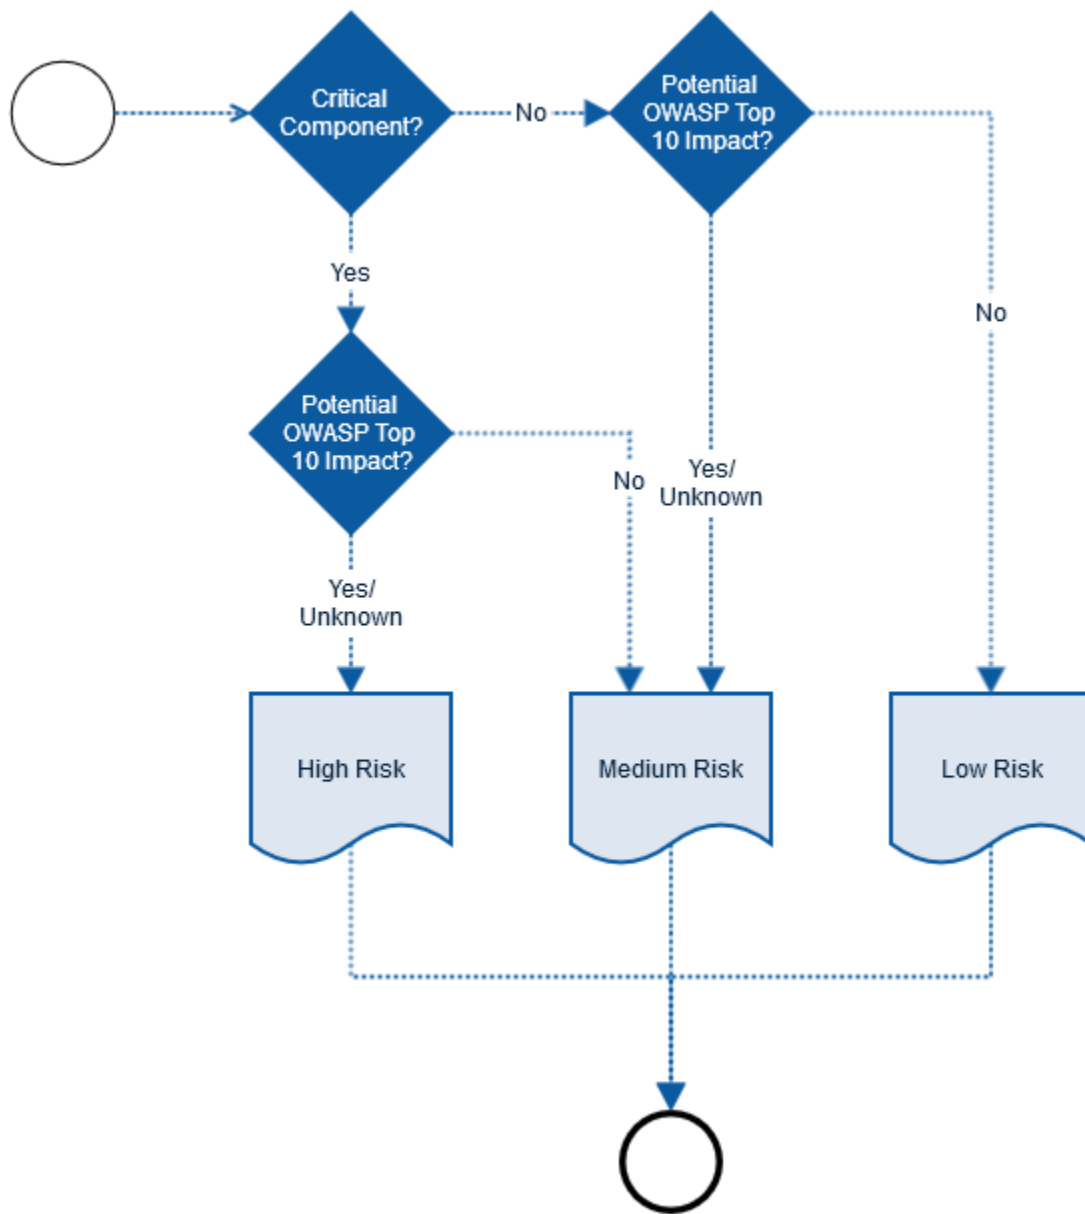 Critical
Component?
No
Potential
OWASP Top
10 Impact?
Yes
No
Potential
OWASP Top
10 Impact?
No
Yes/
Unknown
Yes/
Unknown
High Risk
Medium Risk
Low Risk